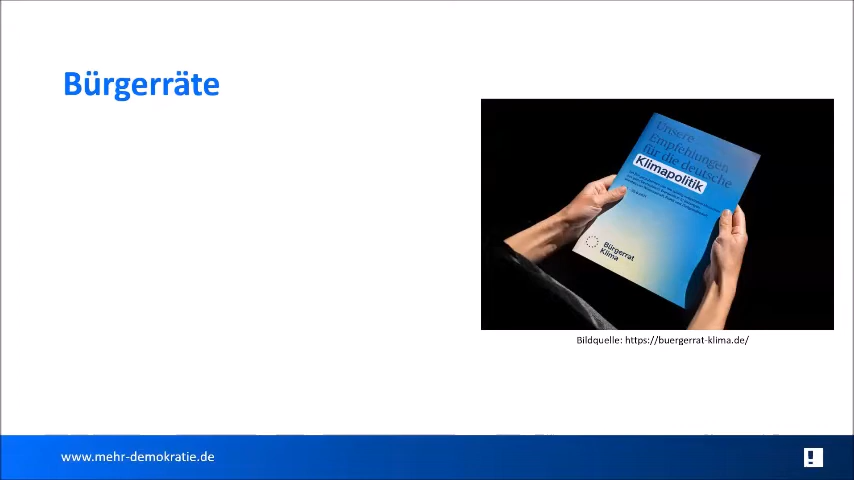 Bürgerräte
Unsere
Empfehlungen
für die deutsche
Klimapolitik
Bürgerrat
Klima
Bildquelle: https://buergerrat-klima.de/
www.mehr-demokratie.de